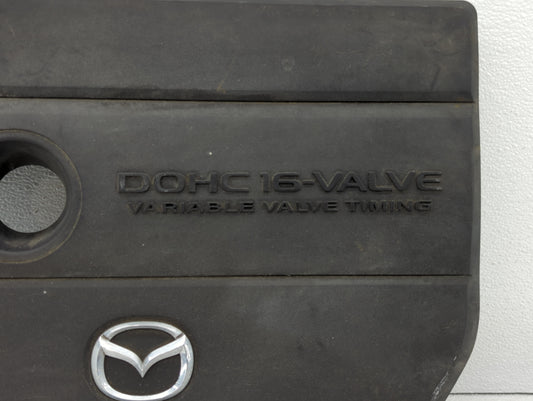 DOHC 16-VALVE
VARIABLE VALVE TIMING